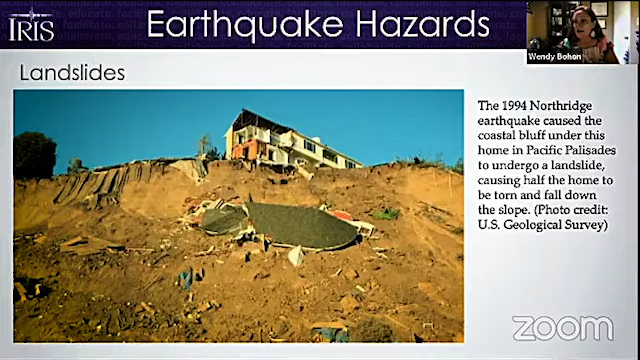 IRIS
Earthquake Hazards
Wendy Bohon
Landslides
The 1994 Northridge
earthquake caused the
coastal bluff under this
home in Pacific Palisades
to undergo a landslide,
causing half the home to
be torn and fall down
the slope. (Photo credit:
U.S. Geological Survey)
zoom